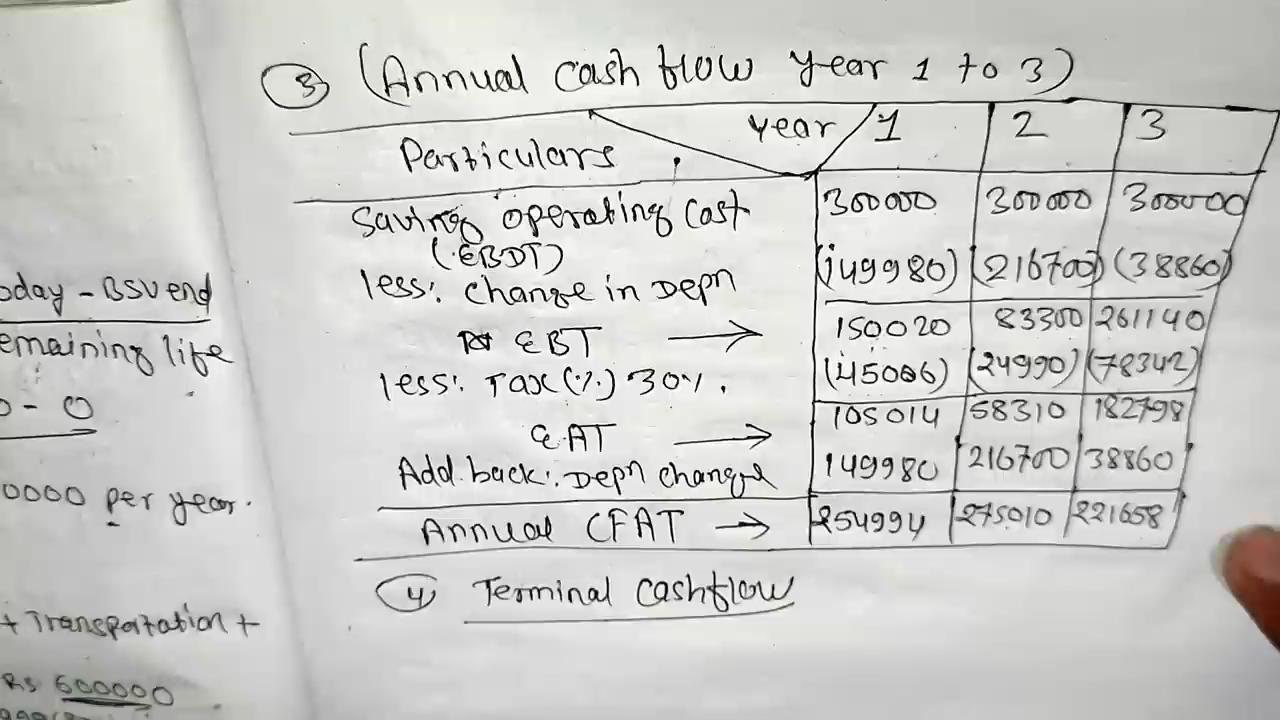 ③ (Annual cash flow year 1 to 3)
Particulars year 1 2 3
Saving operating cost 300000 300000 300000
(EBDT)
less: change in Depn (149980) (216700) (38860)
EBT → 150020 83300 261140
less: Tax (%) 30%. (45006) (24990) (78342)
EAT → 105014 58310 182798
Add back: Depn change 149980 216700 38860
Annual CFAT → 254994 275010 221658
④ Terminal cashflow
oday - BSV end
emaining life
0 - 0
0000 per year.
+ Transportation +
Rs 600000